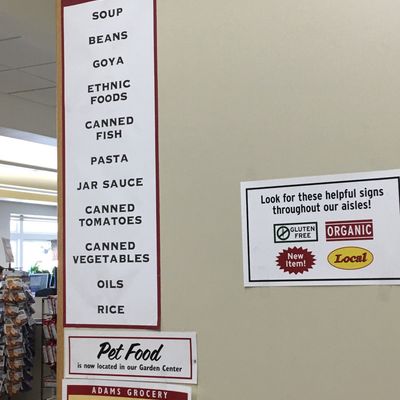 SOUP
BEANS
GOYA
ETHNIC
FOODS
CANNED
FISH
PASTA
JAR SAUCE
CANNED
TOMATOES
CANNED
VEGETABLES
OILS
RICE
Pet Food
is now located in our Garden Center
ADAMS GROCERY
Look for these helpful signs
throughout our aisles!
GLUTEN
FREE
ORGANIC
New
Item!
Local